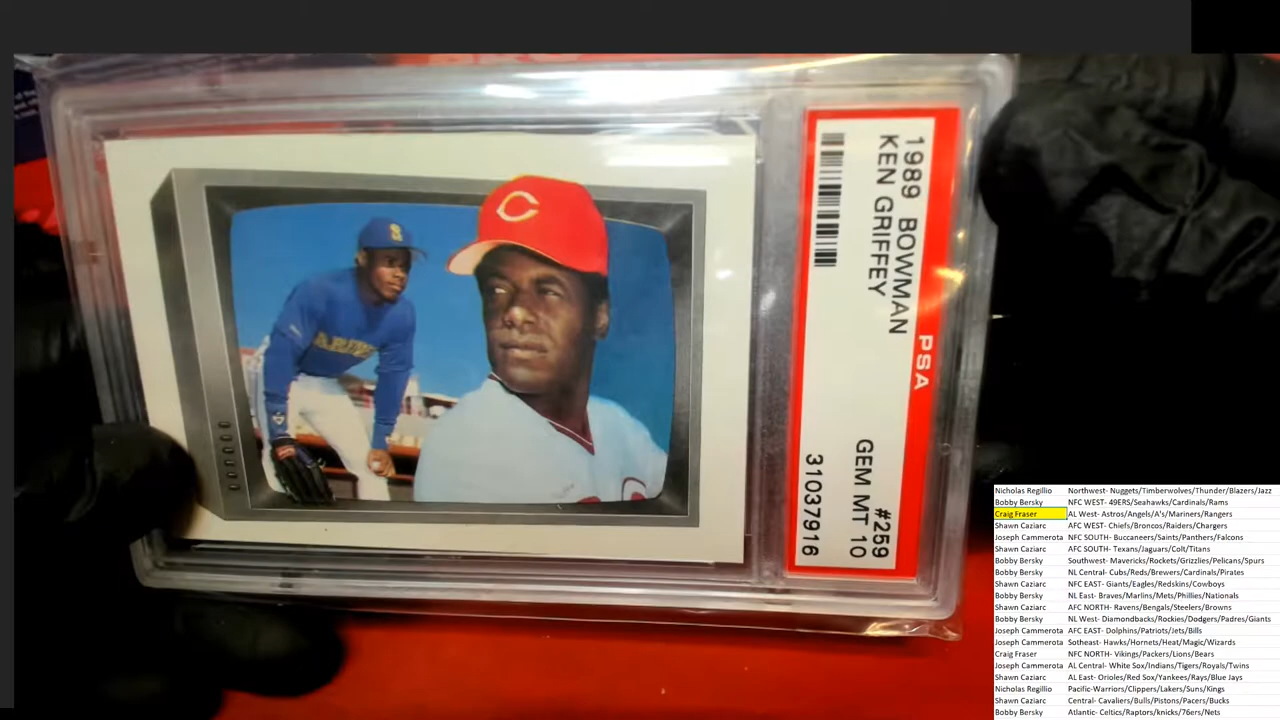 1989 BOWMAN
KEN GRIFFEY
PSA
#259
GEM MT 10
31037916
C
S
Nicholas Regillio Northwest- Nuggets/Timberwolves/Thunder/Blazers/Jazz
Bobby Bersky NFC WEST- 49ERS/Seahawks/Cardinals/Rams
Craig Fraser AL West- Astros/Angels/A's/Mariners/Rangers
Shawn Caziarc AFC WEST- Chiefs/Broncos/Raiders/Chargers
Joseph Cammerota NFC SOUTH- Buccaneers/Saints/Panthers/Falcons
Shawn Caziarc AFC SOUTH- Texans/Jaguars/Colt/Titans
Bobby Bersky Southwest- Mavericks/Rockets/Grizzlies/Pelicans/Spurs
Bobby Bersky NL Central- Cubs/Reds/Brewers/Cardinals/Pirates
Shawn Caziarc NFC EAST- Giants/Eagles/Redskins/Cowboys
Bobby Bersky NL East- Braves/Marlins/Mets/Phillies/Nationals
Shawn Caziarc AFC NORTH- Ravens/Bengals/Steelers/Browns
Bobby Bersky NL West- Diamondbacks/Rockies/Dodgers/Padres/Giants
Joseph Cammerota AFC EAST- Dolphins/Patriots/Jets/Bills
Joseph Cammerota Sotheast- Hawks/Hornets/Heat/Magic/Wizards
Craig Fraser NFC NORTH- Vikings/Packers/Lions/Bears
Joseph Cammerota AL Central- White Sox/Indians/Tigers/Royals/Twins
Shawn Caziarc AL East- Orioles/Red Sox/Yankees/Rays/Blue Jays
Nicholas Regillio Pacific-Warriors/Clippers/Lakers/Suns/Kings
Shawn Caziarc Central- Cavaliers/Bulls/Pistons/Pacers/Bucks
Bobby Bersky Atlantic- Celtics/Raptors/knicks/76ers/Nets